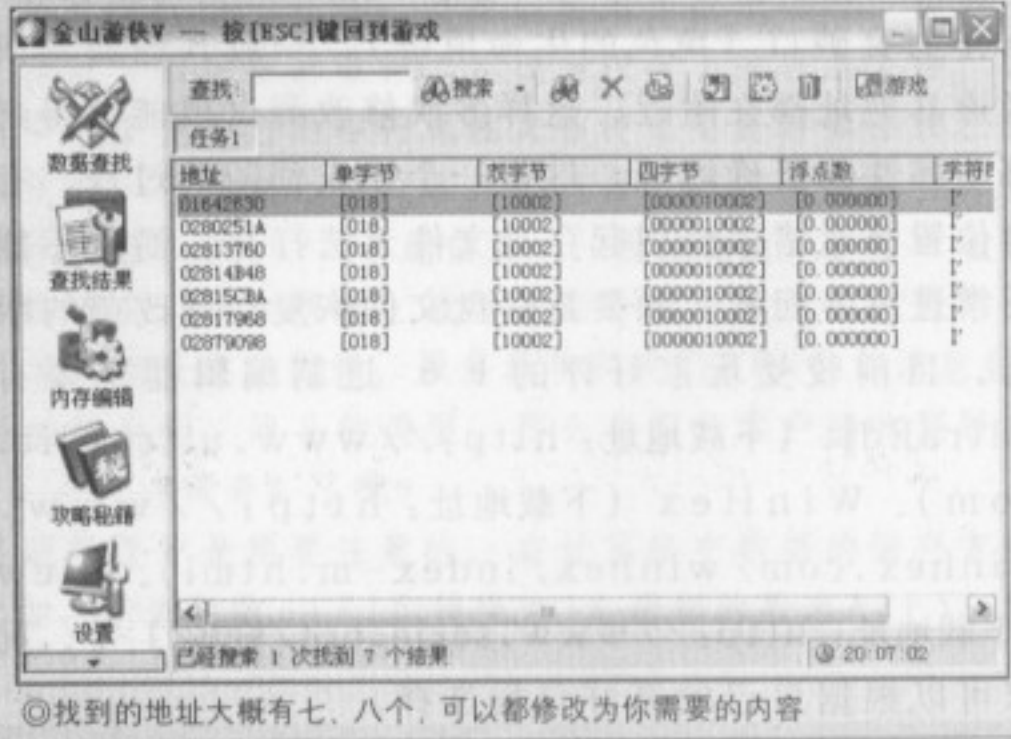 金山游侠V -- 按[ESC]键回到游戏
查找: 搜索 游戏
任务1
地址 单字节 双字节 四字节 浮点数 字符串
01642630 [018] [10002] [0000010002] [0.000000] ['
0280251A [018] [10002] [0000010002] [0.000000] ['
02813760 [018] [10002] [0000010002] [0.000000] ['
02814B48 [018] [10002] [0000010002] [0.000000] ['
02815CBA [018] [10002] [0000010002] [0.000000] ['
02817968 [018] [10002] [0000010002] [0.000000] ['
02879098 [018] [10002] [0000010002] [0.000000] ['
数据查找
查找结果
内存编辑
攻略秘籍
设置
已经搜索 1 次找到 7 个结果 20:07:02
◎找到的地址大概有七、八个, 可以都修改为你需要的内容